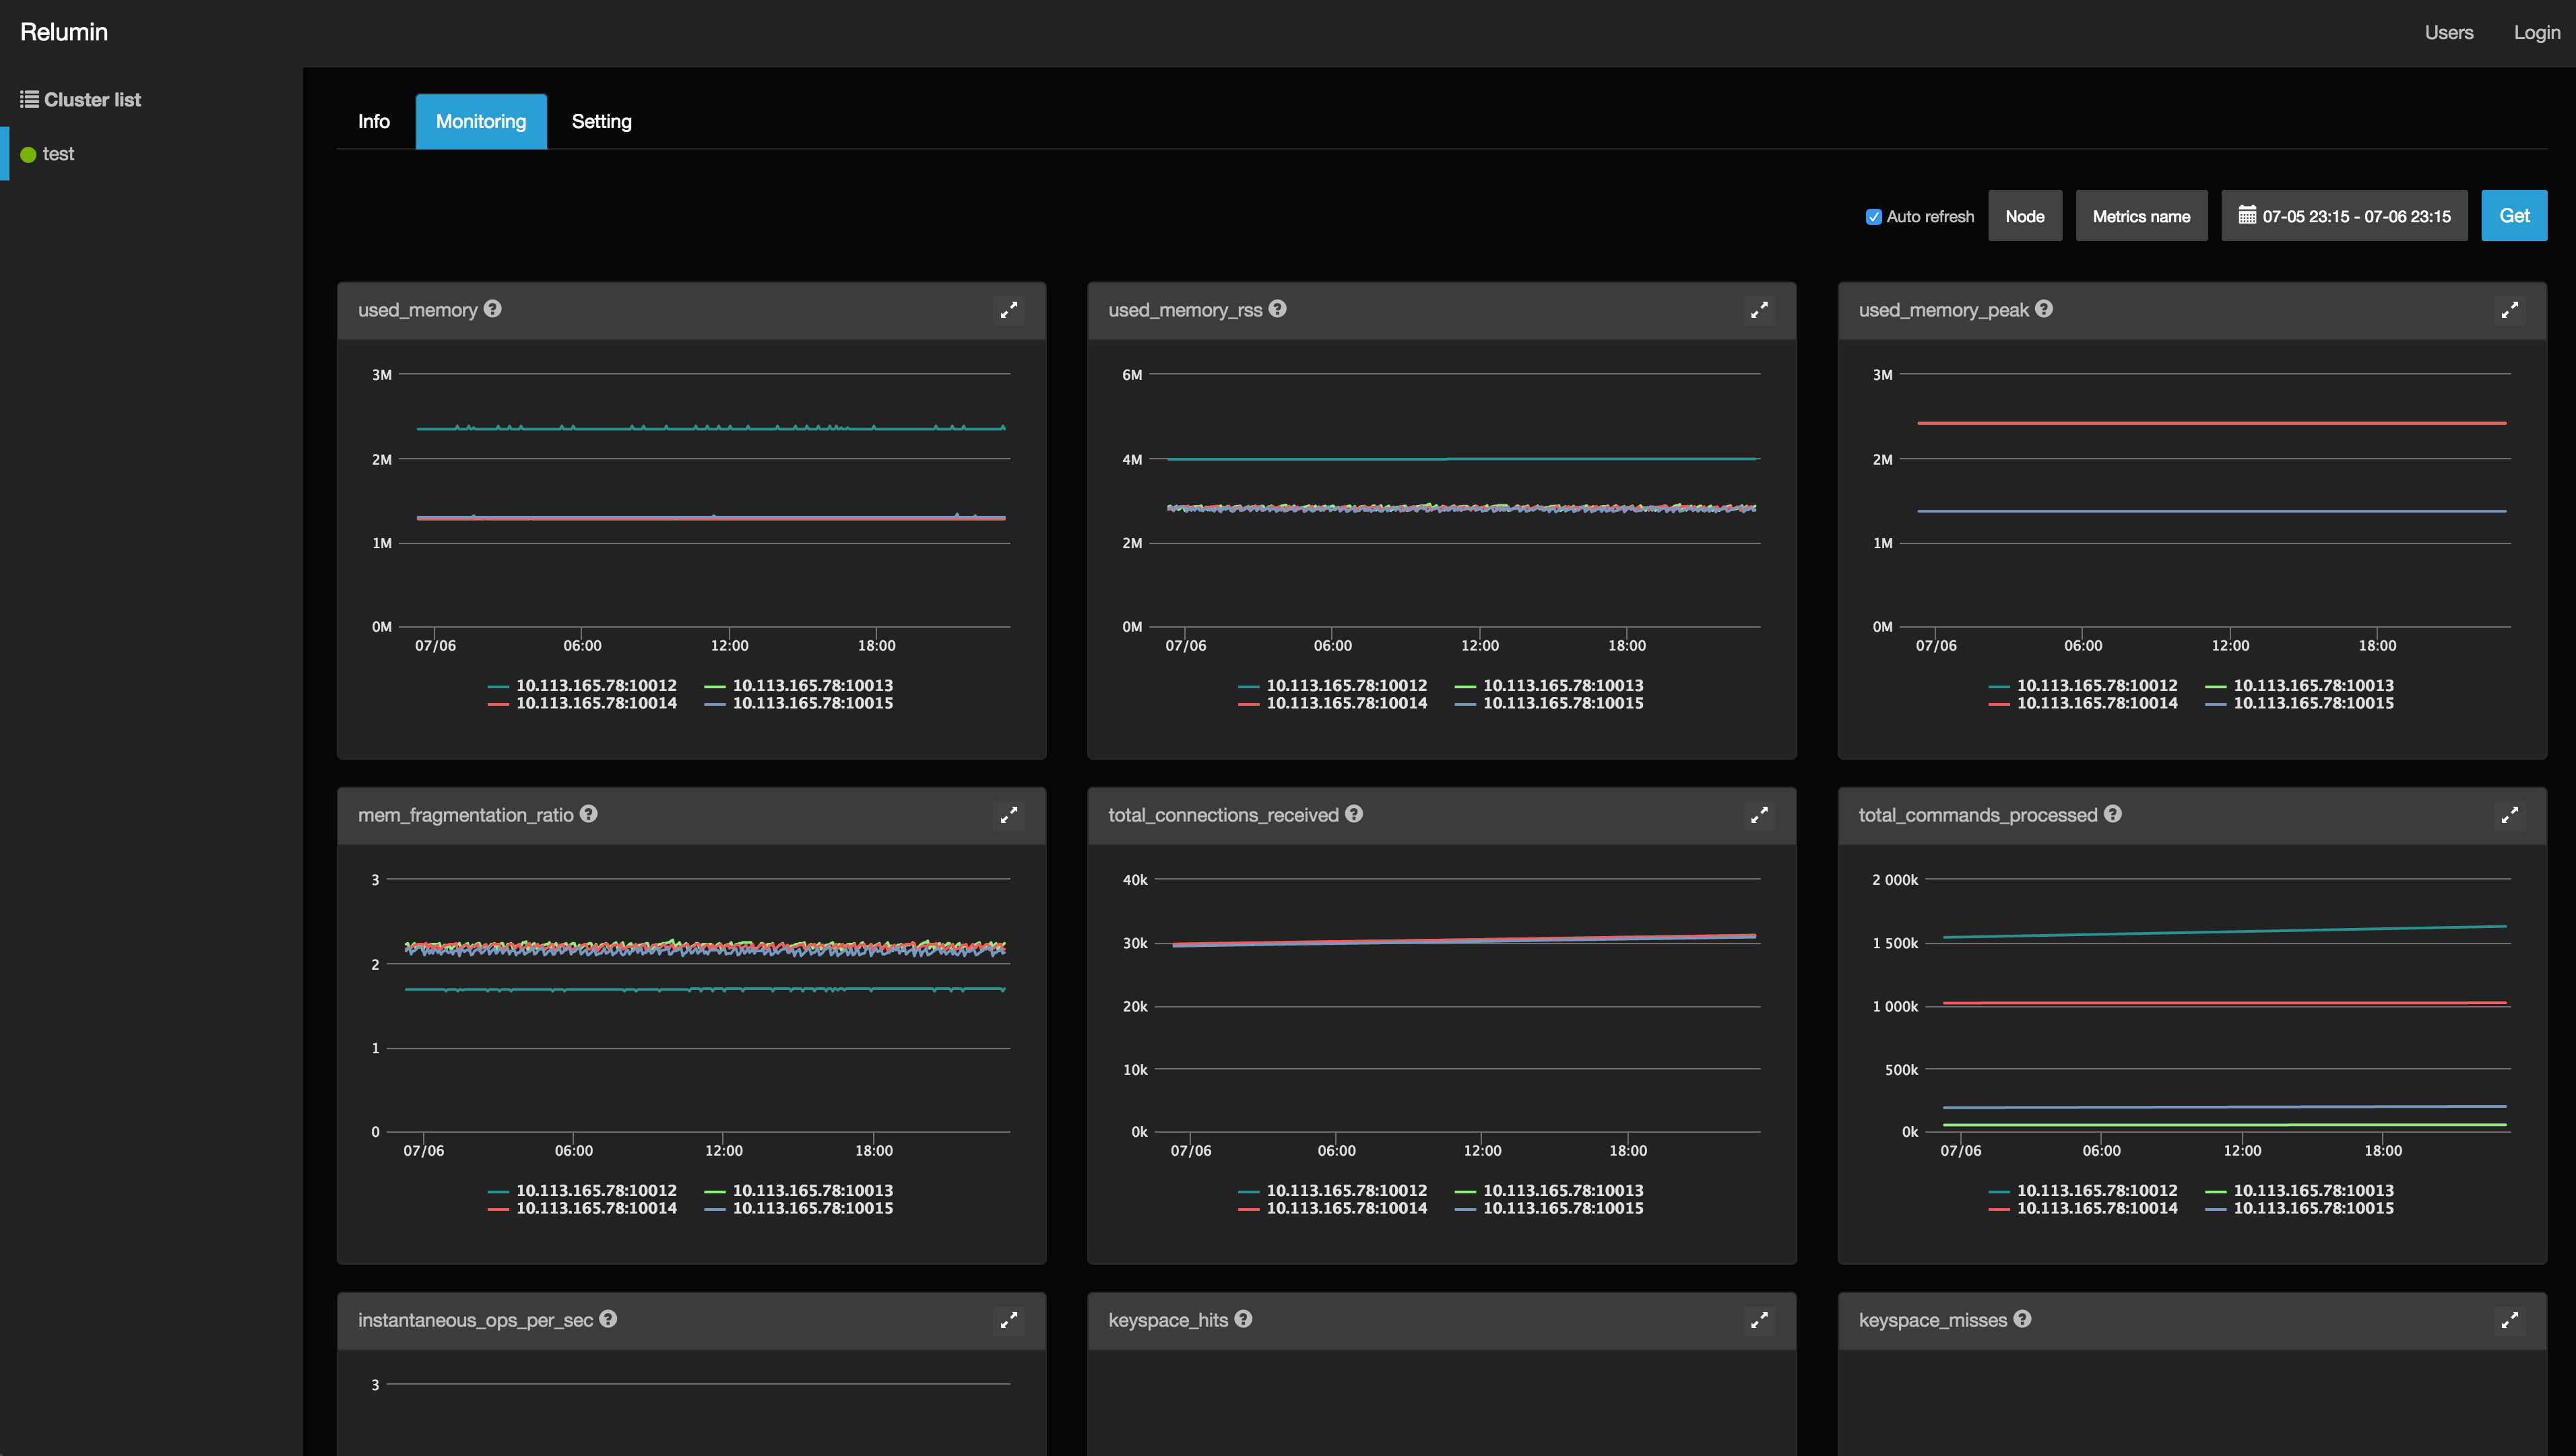 Relumin
Users Login
Cluster list
test
Info Monitoring Setting
Auto refresh Node Metrics name 07-05 23:15 - 07-06 23:15 Get
used_memory
3M
2M
1M
0M
07/06 06:00 12:00 18:00
10.113.165.78:10012 10.113.165.78:10013
10.113.165.78:10014 10.113.165.78:10015
used_memory_rss
6M
4M
2M
0M
07/06 06:00 12:00 18:00
10.113.165.78:10012 10.113.165.78:10013
10.113.165.78:10014 10.113.165.78:10015
used_memory_peak
3M
2M
1M
0M
07/06 06:00 12:00 18:00
10.113.165.78:10012 10.113.165.78:10013
10.113.165.78:10014 10.113.165.78:10015
mem_fragmentation_ratio
3
2
1
0
07/06 06:00 12:00 18:00
10.113.165.78:10012 10.113.165.78:10013
10.113.165.78:10014 10.113.165.78:10015
total_connections_received
40k
30k
20k
10k
0k
07/06 06:00 12:00 18:00
10.113.165.78:10012 10.113.165.78:10013
10.113.165.78:10014 10.113.165.78:10015
total_commands_processed
2 000k
1 500k
1 000k
500k
0k
07/06 06:00 12:00 18:00
10.113.165.78:10012 10.113.165.78:10013
10.113.165.78:10014 10.113.165.78:10015
instantaneous_ops_per_sec
3
keyspace_hits
keyspace_misses